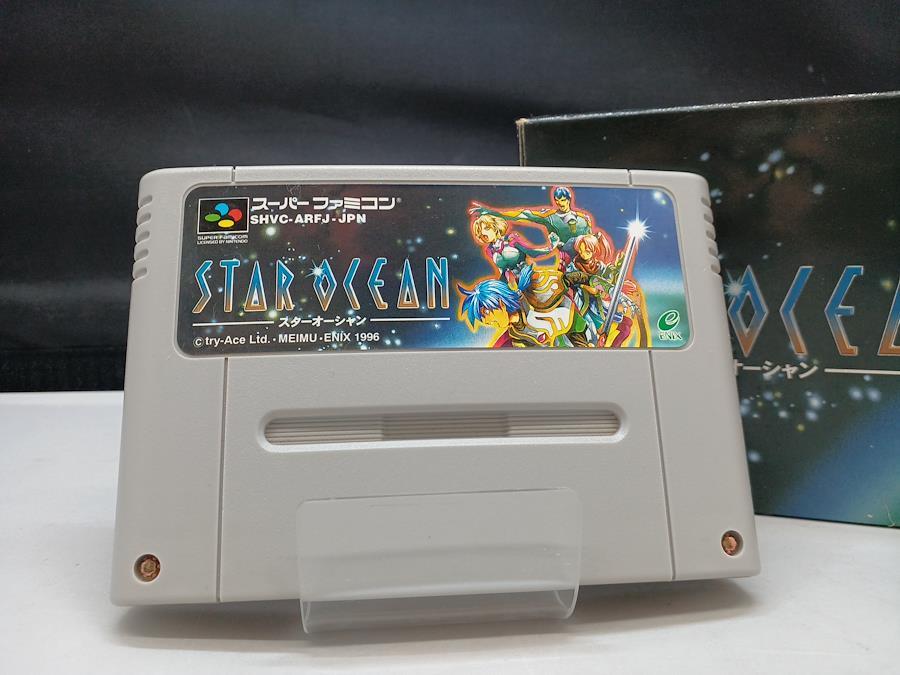 スーパーファミコン®
SHVC-ARFJ-JPN
SUPER FAMICOM
LICENSED BY NINTENDO
STAR OCEAN
スターオーシャン
© try-Ace Ltd.・MEIMU・ENIX 1996
e
ENIX
OCEA
オーシャン